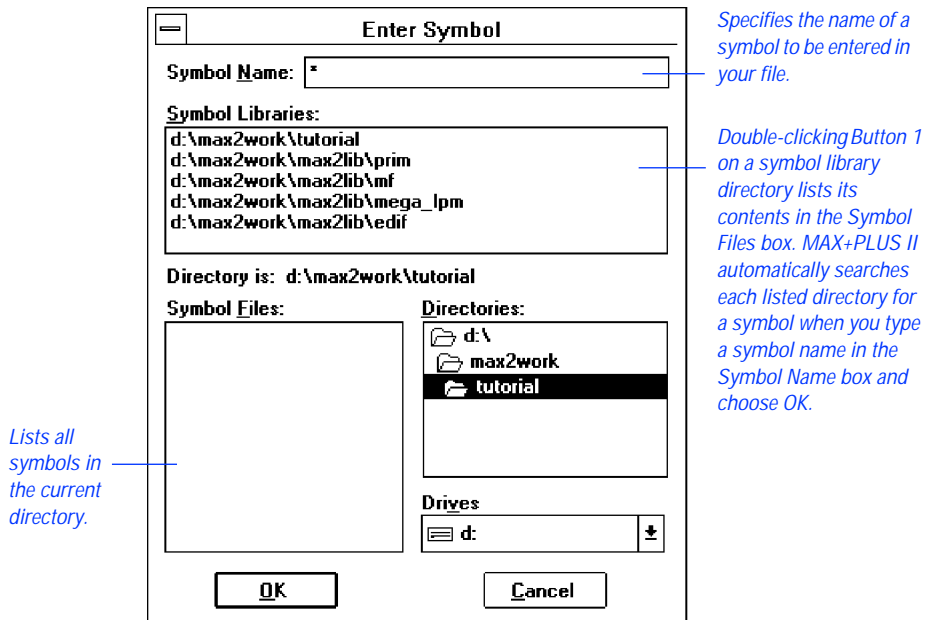 Enter Symbol
Symbol Name: *
Symbol Libraries:
d:\max2work\tutorial
d:\max2work\max2lib\prim
d:\max2work\max2lib\mf
d:\max2work\max2lib\mega_lpm
d:\max2work\max2lib\edif
Directory is: d:\max2work\tutorial
Symbol Files:
Directories:
d:\
max2work
tutorial
Drives
d:
OK
Cancel
Specifies the name of a
symbol to be entered in
your file.
Double-clicking Button 1
on a symbol library
directory lists its
contents in the Symbol
Files box. MAX+PLUS II
automatically searches
each listed directory for
a symbol when you type
a symbol name in the
Symbol Name box and
choose OK.
Lists all
symbols in
the current
directory.